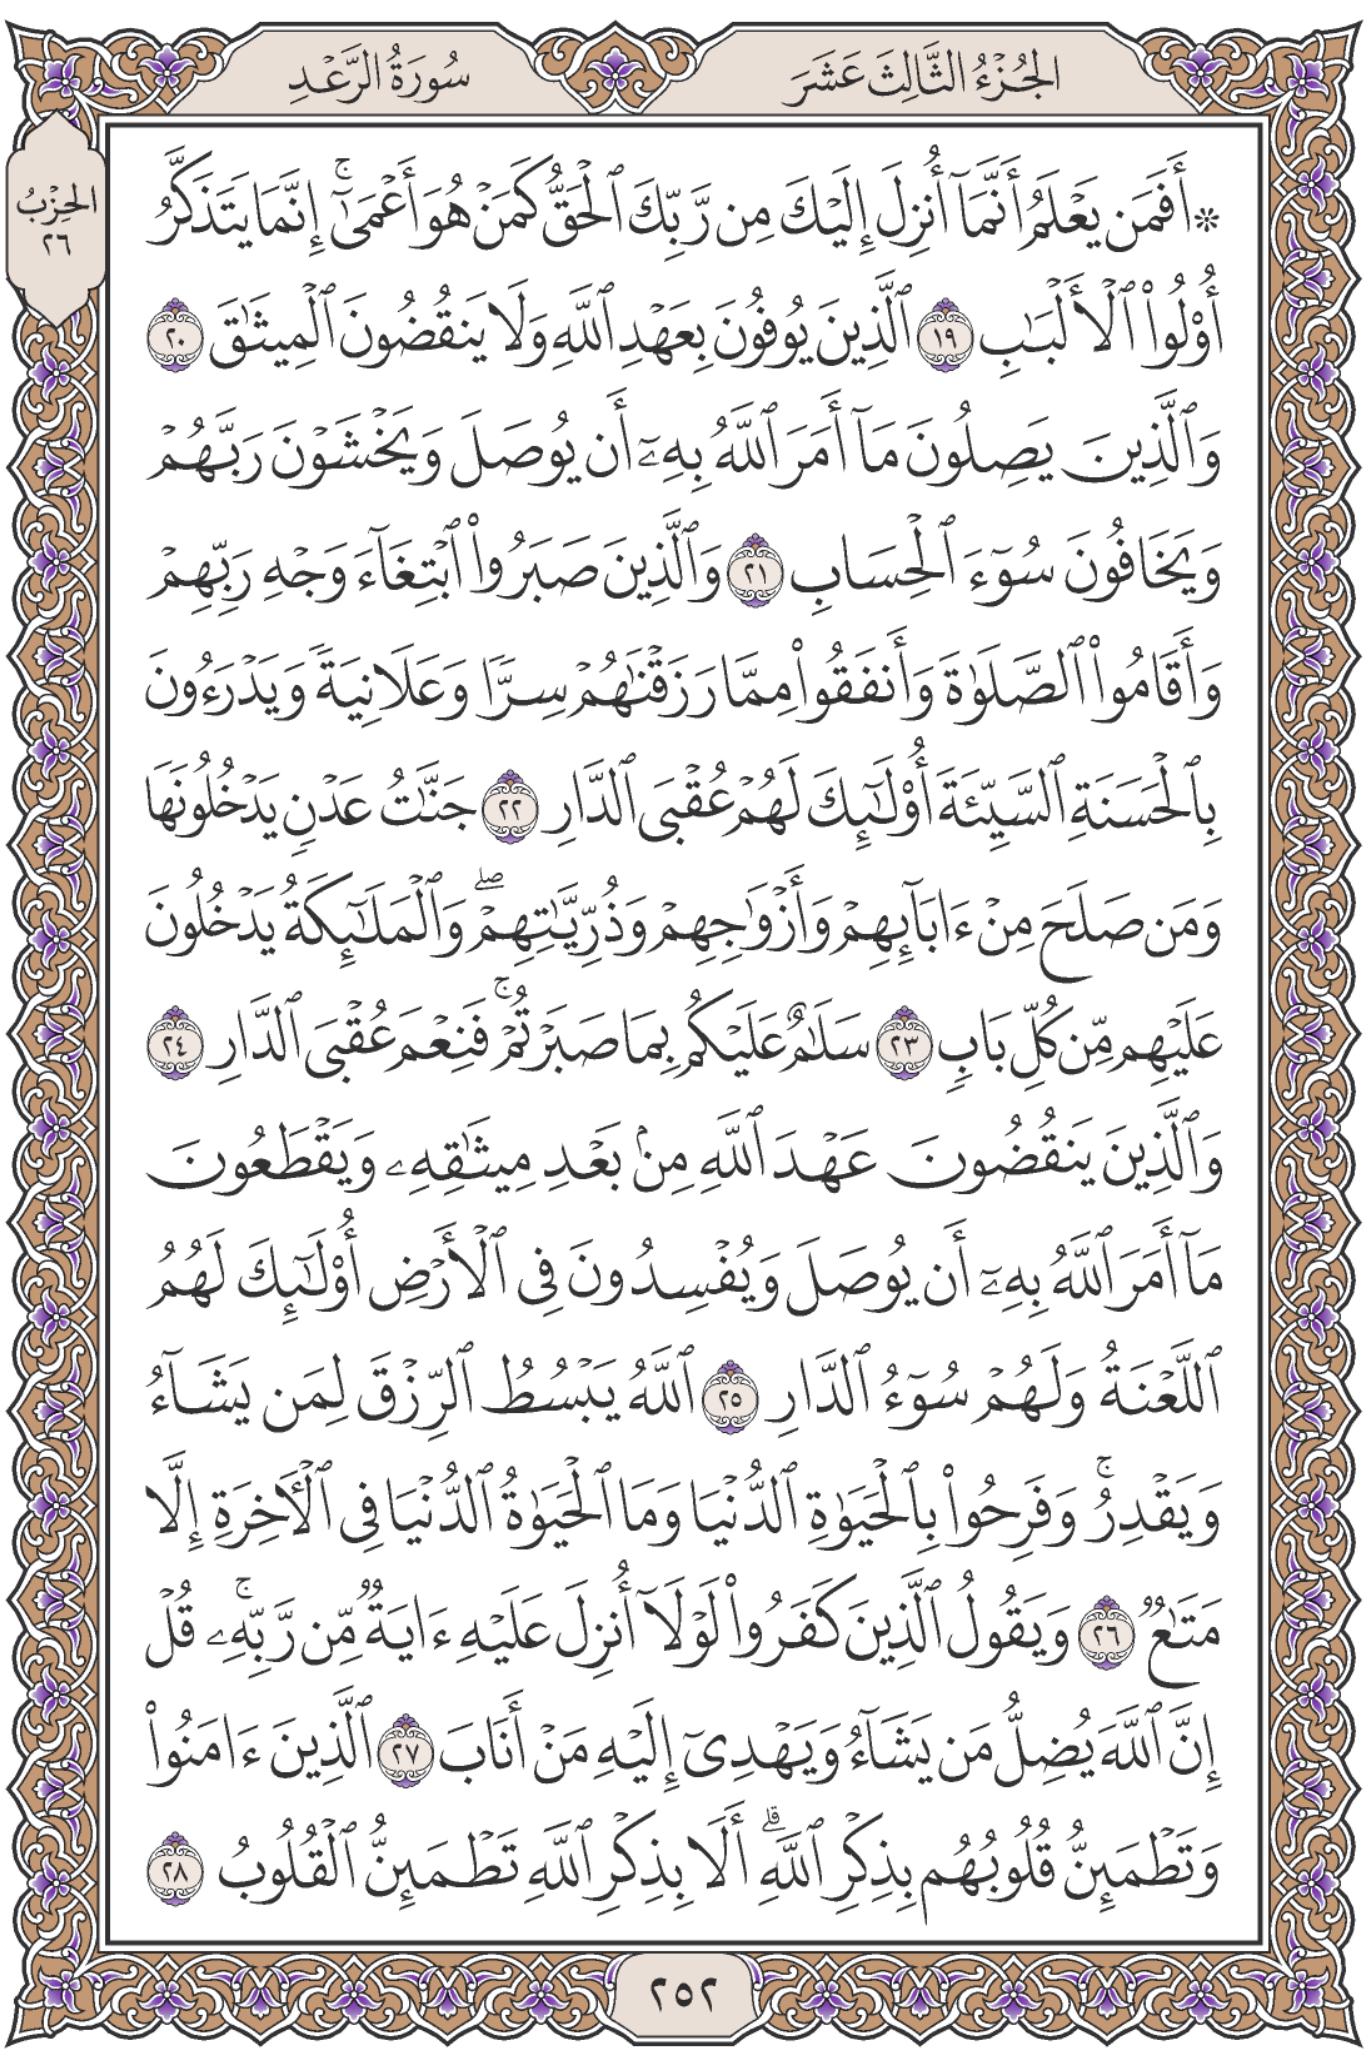 الجُزْءُ الثَّالِثَ عَشَرَ
سُورَةُ الرَّعْدِ
الحِزْبُ
٢٦
۞ أَفَمَن يَعْلَمُ أَنَّمَآ أُنزِلَ إِلَيْكَ مِن رَّبِّكَ ٱلْحَقُّ كَمَنْ هُوَ أَعْمَىٰٓۚ إِنَّمَا يَتَذَكَّرُ
أُو۟لُوا۟ ٱلْأَلْبَـٰبِ ١٩ ٱلَّذِينَ يُوفُونَ بِعَهْدِ ٱللَّهِ وَلَا يَنقُضُونَ ٱلْمِيثَـٰقَ ٢٠
وَٱلَّذِينَ يَصِلُونَ مَآ أَمَرَ ٱللَّهُ بِهِۦٓ أَن يُوصَلَ وَيَخْشَوْنَ رَبَّهُمْ
وَيَخَافُونَ سُوٓءَ ٱلْحِسَابِ ٢١ وَٱلَّذِينَ صَبَرُوا۟ ٱبْتِغَآءَ وَجْهِ رَبِّهِمْ
وَأَقَامُوا۟ ٱلصَّلَوٰةَ وَأَنفَقُوا۟ مِمَّا رَزَقْنَـٰهُمْ سِرًّا وَعَلَانِيَةً وَيَدْرَءُونَ
بِٱلْحَسَنَةِ ٱلسَّيِّئَةَ أُو۟لَـٰٓئِكَ لَهُمْ عُقْبَى ٱلدَّارِ ٢٢ جَنَّـٰتُ عَدْنٍ يَدْخُلُونَهَا
وَمَن صَلَحَ مِنْ ءَابَآئِهِمْ وَأَزْوَٰجِهِمْ وَذُرِّيَّـٰتِهِمْۖ وَٱلْمَلَـٰٓئِكَةُ يَدْخُلُونَ
عَلَيْهِم مِّن كُلِّ بَابٍ ٢٣ سَلَـٰمٌ عَلَيْكُم بِمَا صَبَرْتُمْۚ فَنِعْمَ عُقْبَى ٱلدَّارِ ٢٤
وَٱلَّذِينَ يَنقُضُونَ عَهْدَ ٱللَّهِ مِنۢ بَعْدِ مِيثَـٰقِهِۦ وَيَقْطَعُونَ
مَآ أَمَرَ ٱللَّهُ بِهِۦٓ أَن يُوصَلَ وَيُفْسِدُونَ فِى ٱلْأَرْضِ أُو۟لَـٰٓئِكَ لَهُمُ
ٱللَّعْنَةُ وَلَهُمْ سُوٓءُ ٱلدَّارِ ٢٥ ٱللَّهُ يَبْسُطُ ٱلرِّزْقَ لِمَن يَشَآءُ
وَيَقْدِرُۚ وَفَرِحُوا۟ بِٱلْحَيَوٰةِ ٱلدُّنْيَا وَمَا ٱلْحَيَوٰةُ ٱلدُّنْيَا فِى ٱلْـَٔاخِرَةِ إِلَّا
مَتَـٰعٌ ٢٦ وَيَقُولُ ٱلَّذِينَ كَفَرُوا۟ لَوْلَآ أُنزِلَ عَلَيْهِ ءَايَةٌ مِّن رَّبِّهِۦۚ قُلْ
إِنَّ ٱللَّهَ يُضِلُّ مَن يَشَآءُ وَيَهْدِىٓ إِلَيْهِ مَنْ أَنَابَ ٢٧ ٱلَّذِينَ ءَامَنُوا۟
وَتَطْمَئِنُّ قُلُوبُهُم بِذِكْرِ ٱللَّهِۗ أَلَا بِذِكْرِ ٱللَّهِ تَطْمَئِنُّ ٱلْقُلُوبُ ٢٨
٢٥٢